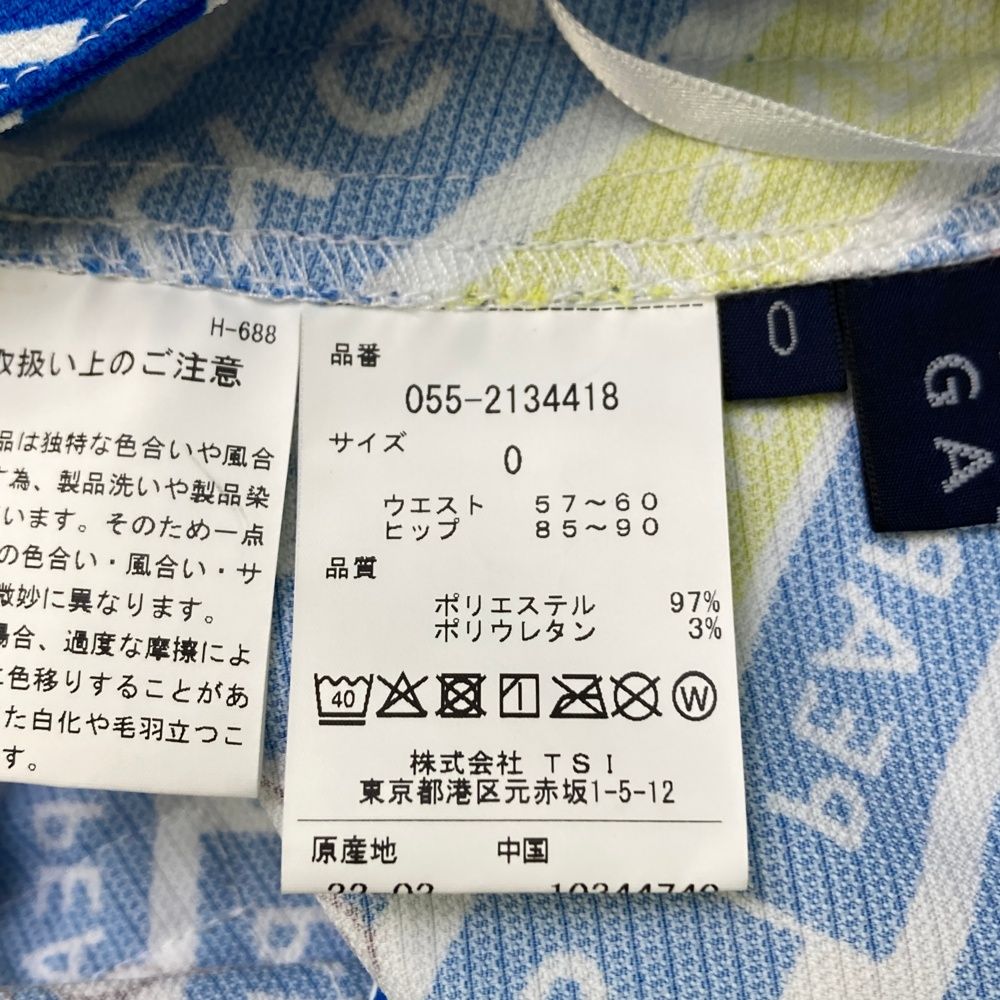 H-688
取扱い上のご注意
品は独特な色合いや風合
す為、製品洗いや製品染
います。そのため一点
の色合い・風合い・サ
微妙に異なります。
場合、過度な摩擦によ
色移りすることがあ
た白化や毛羽立つこ
す。
品番
055-2134418
サイズ
0
ウエスト 57～60
ヒップ 85～90
品質
ポリエステル 97%
ポリウレタン 3%
40
W
株式会社 TSI
東京都港区元赤坂1-5-12
原産地 中国
0
GA
PEAR
PEA